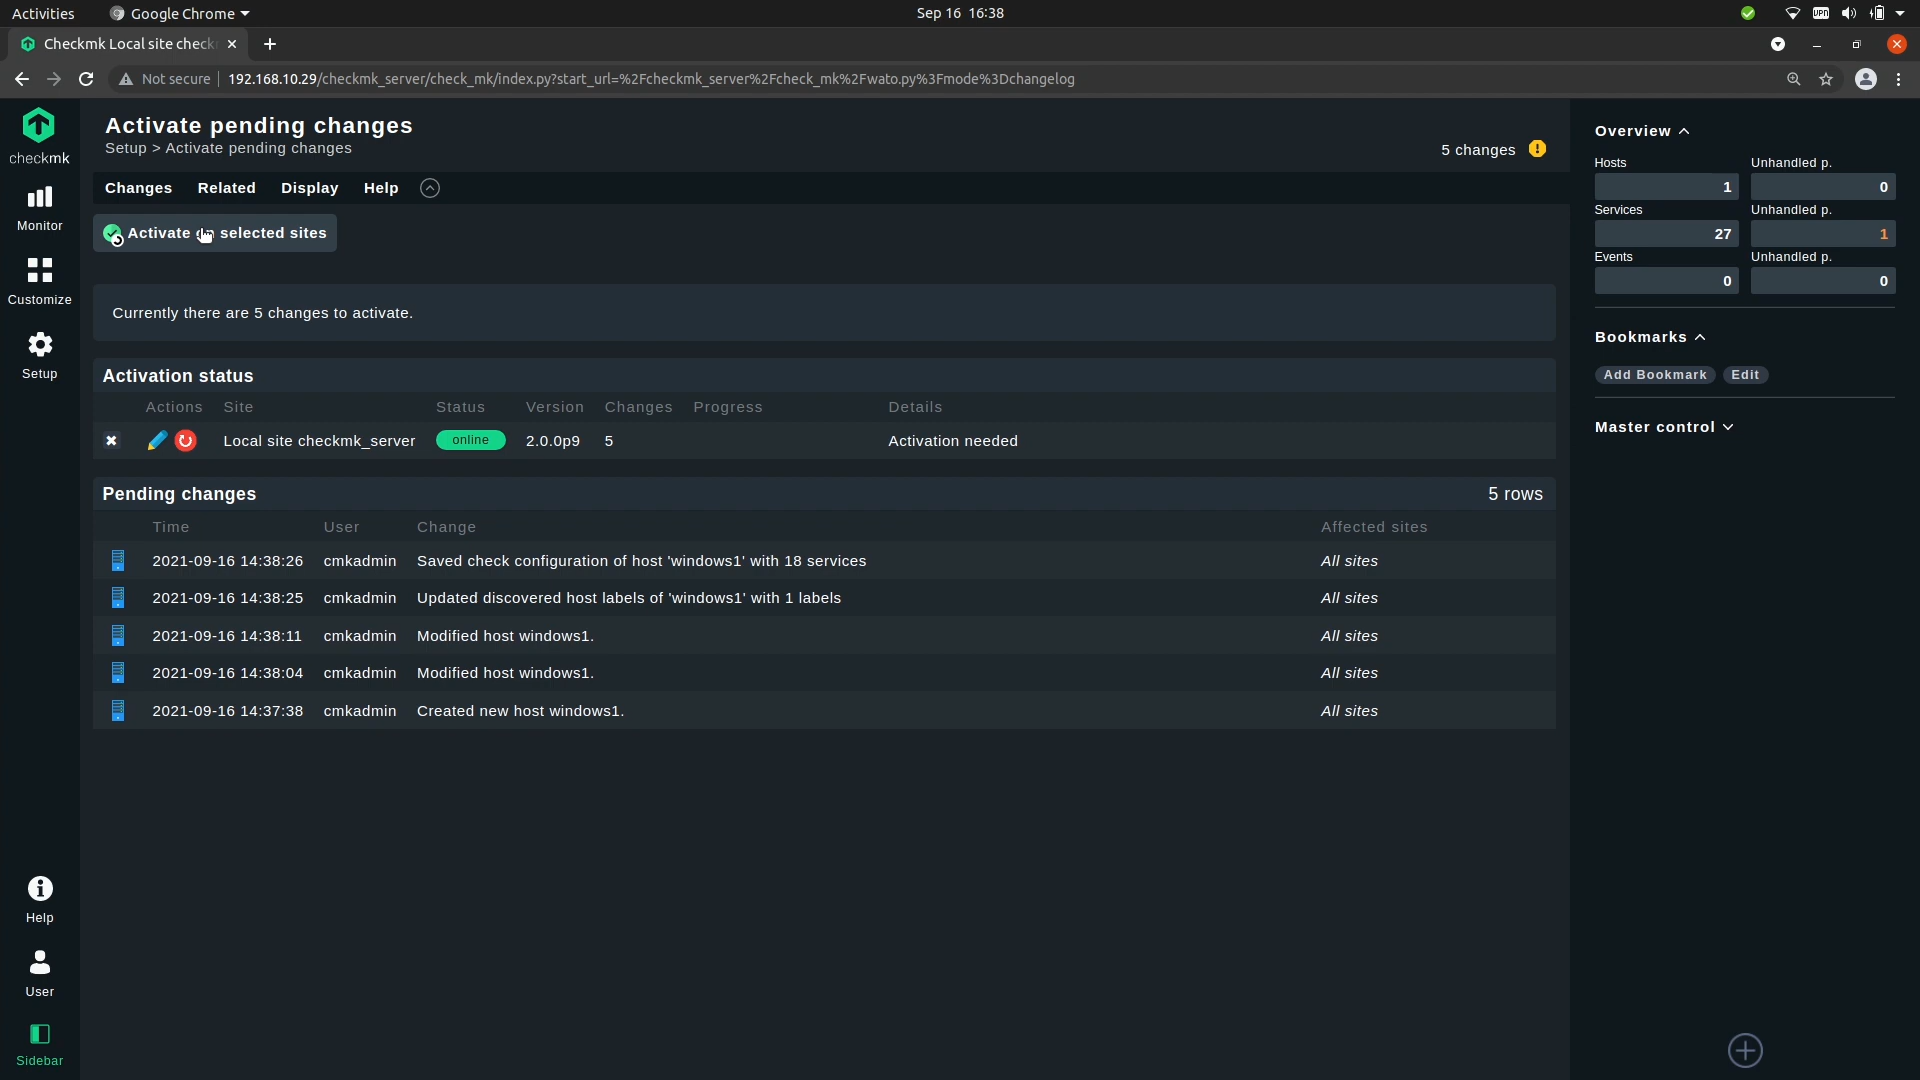 Activities Google Chrome Sep 16 16:38 VPN
Checkmk Local site check
Not secure 192.168.10.29/checkmk_server/check_mk/index.py?start_url=%2Fcheckmk_server%2Fcheck_mk%2Fwato.py%3Fmode%3Dchangelog
checkmk
Monitor
Customize
Setup
Help
User
Sidebar
Activate pending changes
Setup > Activate pending changes
5 changes
Changes Related Display Help
Activate on selected sites
Currently there are 5 changes to activate.
Activation status
Actions Site Status Version Changes Progress Details
Local site checkmk_server online 2.0.0p9 5 Activation needed
Pending changes 5 rows
Time User Change Affected sites
2021-09-16 14:38:26 cmkadmin Saved check configuration of host 'windows1' with 18 services All sites
2021-09-16 14:38:25 cmkadmin Updated discovered host labels of 'windows1' with 1 labels All sites
2021-09-16 14:38:11 cmkadmin Modified host windows1. All sites
2021-09-16 14:38:04 cmkadmin Modified host windows1. All sites
2021-09-16 14:37:38 cmkadmin Created new host windows1. All sites
Overview
Hosts Unhandled p.
1 0
Services Unhandled p.
27 1
Events Unhandled p.
0 0
Bookmarks
Add Bookmark Edit
Master control